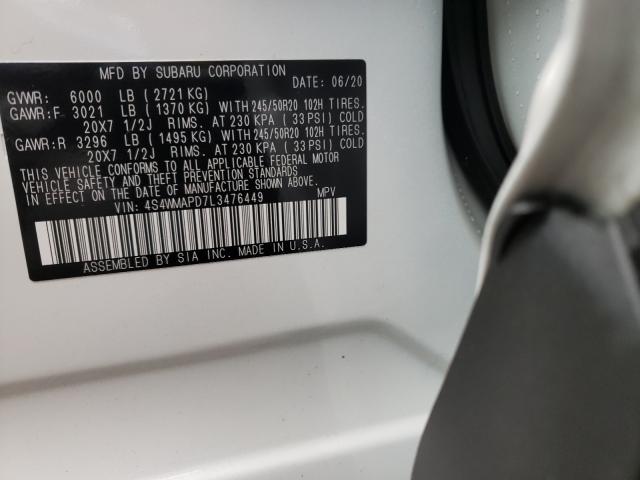 MFD BY SUBARU CORPORATION
DATE: 06/20
GVWR: 6000 LB ( 2721 KG)
GAWR:F 3021 LB ( 1370 KG) WITH 245/50R20 102H TIRES.
20X7 1/2J RIMS. AT 230 KPA ( 33 PSI) COLD
GAWR:R 3296 LB ( 1495 KG) WITH 245/50R20 102H TIRES.
20X7 1/2J RIMS. AT 230 KPA ( 33 PSI) COLD
THIS VEHICLE CONFORMS TO ALL APPLICABLE FEDERAL MOTOR
VEHICLE SAFETY AND THEFT PREVENTION STANDARDS
IN EFFECT ON THE DATE OF MANUFACTURE SHOWN ABOVE.
VIN: 4S4WMAPD7L3476449 MPV
ASSEMBLED BY SIA INC. MADE IN U.S.A.